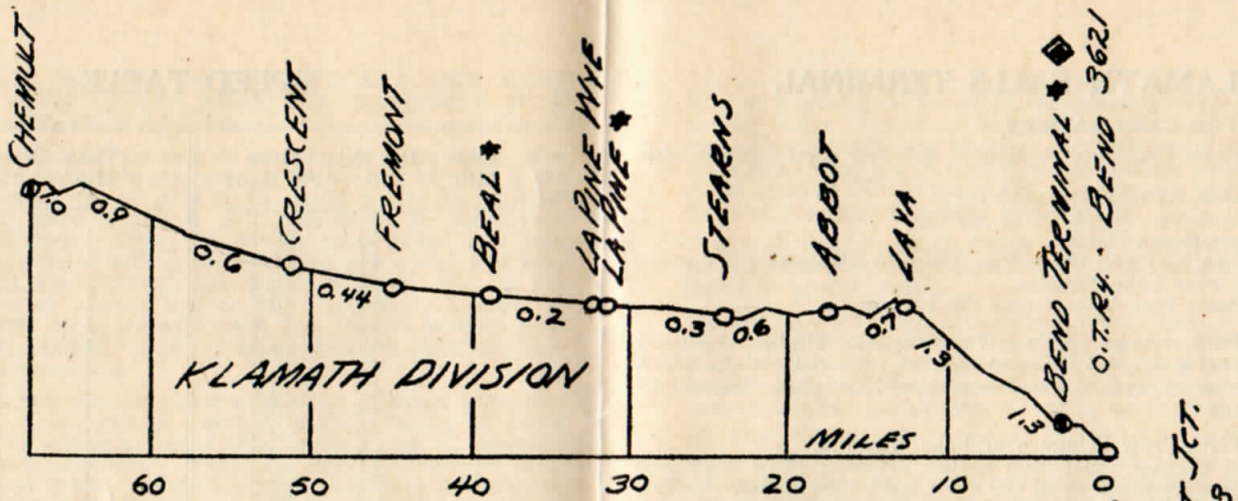 CHEMULT
CRESCENT
FREMONT
BEAL *
LA PINE WYE
LA PINE *
STEARNS
ABBOT
LAVA
BEND TERMINAL *
O.T.Ry. BEND 3621
1.0
0.9
0.6
0.44
0.2
0.3
0.6
0.7
1.3
1.3
KLAMATH DIVISION
MILES
60
50
40
30
20
10
0
JCT.